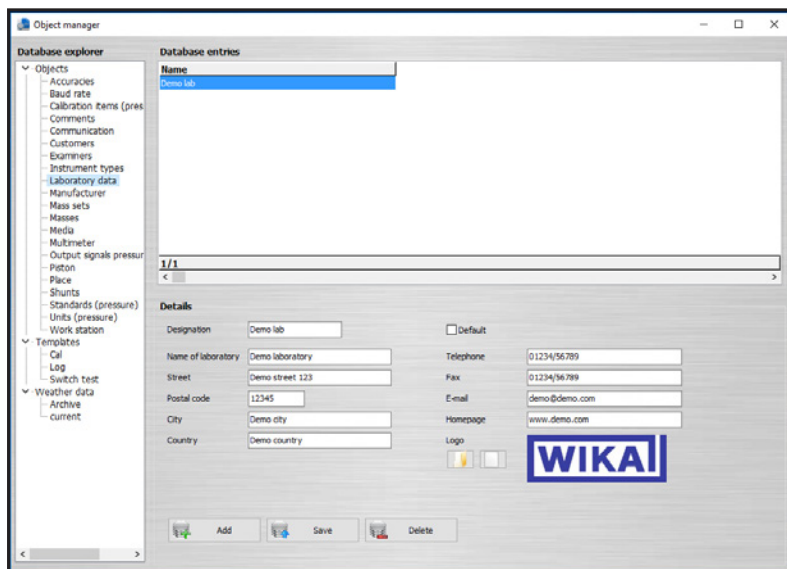 Object manager
Database explorer
Objects
Accuracies
Baud rate
Calibration items (pres
Comments
Communication
Customers
Examiners
Instrument types
Laboratory data
Manufacturer
Mass sets
Masses
Media
Multimeter
Output signals pressur
Piston
Place
Shunts
Standards (pressure)
Units (pressure)
Work station
Templates
Cal
Log
Switch test
Weather data
Archive
current
Database entries
Name
Demo lab
1/1
Details
Designation Demo lab Default
Name of laboratory Demo laboratory Telephone 01234/56789
Street Demo street 123 Fax 01234/56789
Postal code 12345 E-mail demo@demo.com
City Demo city Homepage www.demo.com
Country Demo country Logo
WIKA
Add Save Delete